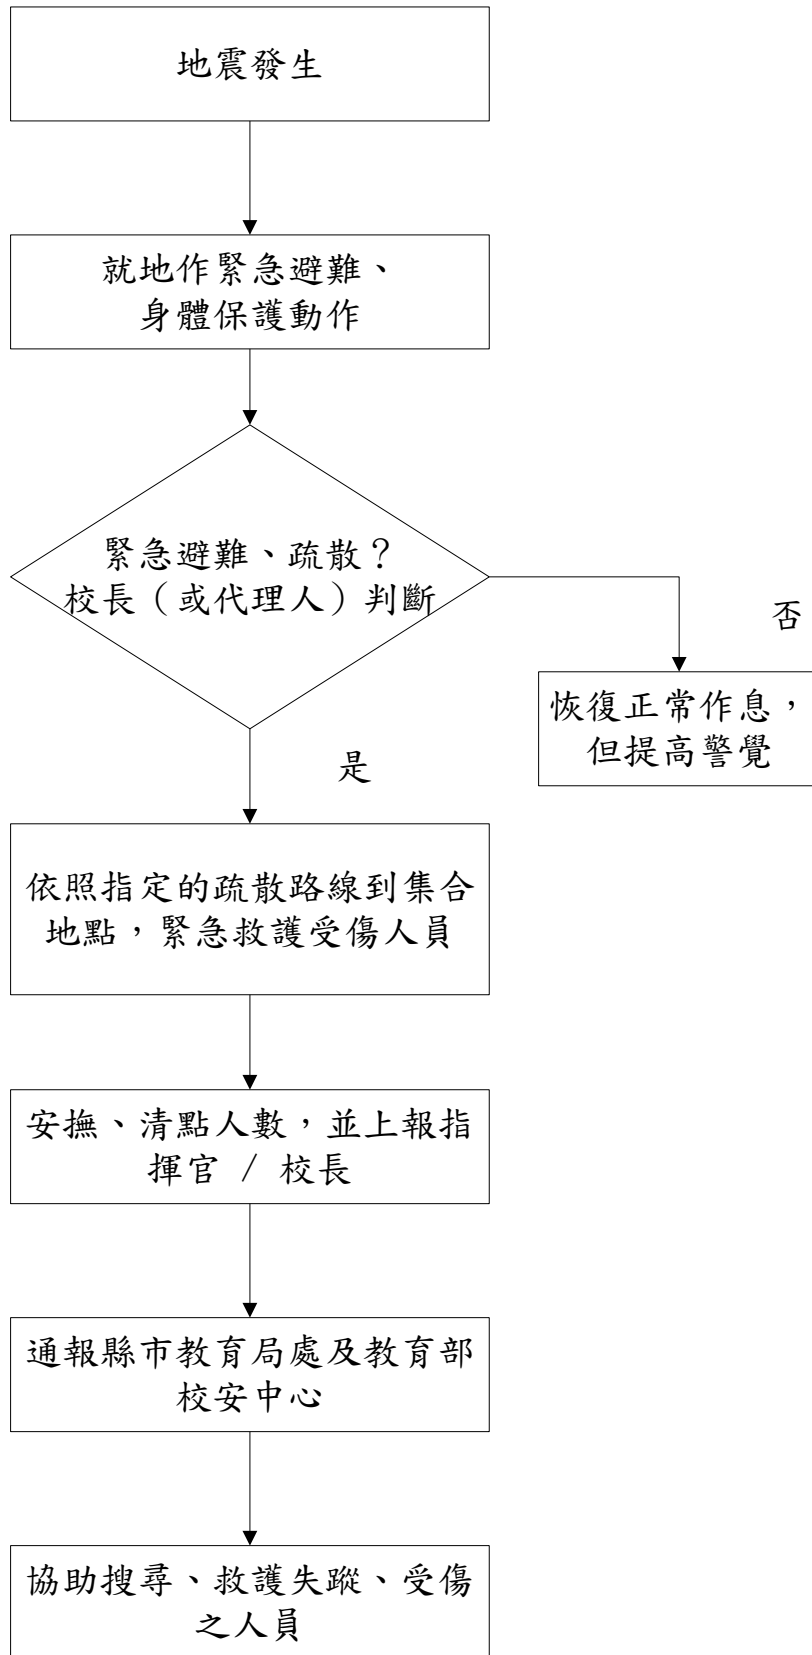 地震發生
就地作緊急避難、
身體保護動作
緊急避難、疏散？
校長（或代理人）判斷
否
恢復正常作息，
但提高警覺
是
依照指定的疏散路線到集合
地點，緊急救護受傷人員
安撫、清點人數，並上報指
揮官 / 校長
通報縣市教育局處及教育部
校安中心
協助搜尋、救護失蹤、受傷
之人員